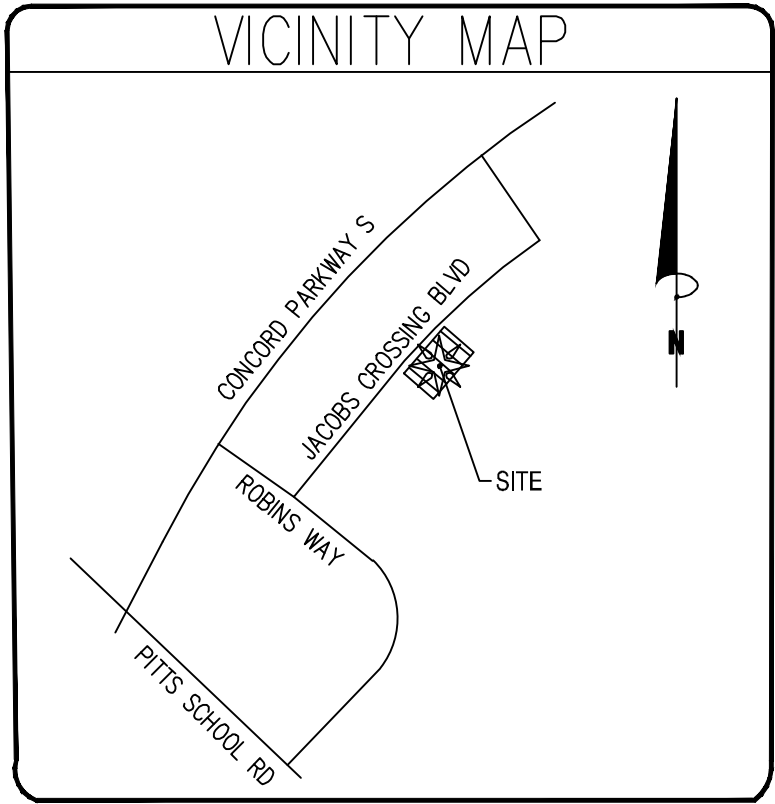 VICINITY MAP
CONCORD PARKWAY S
JACOBS CROSSING BLVD
N
SITE
ROBINS WAY
PITTS SCHOOL RD